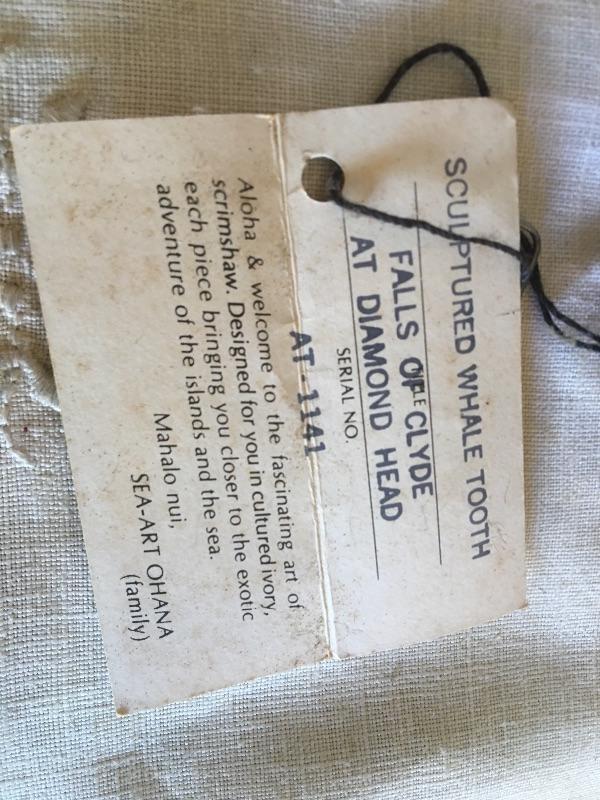 SCULPTURED WHALE TOOTH
TITLE
FALLS OF CLYDE
AT DIAMOND HEAD
SERIAL NO.
AT - 1141
Aloha & welcome to the fascinating art of
scrimshaw. Designed for you in cultured ivory,
each piece bringing you closer to the exotic
adventure of the islands and the sea.
Mahalo nui,
SEA-ART OHANA
(family)